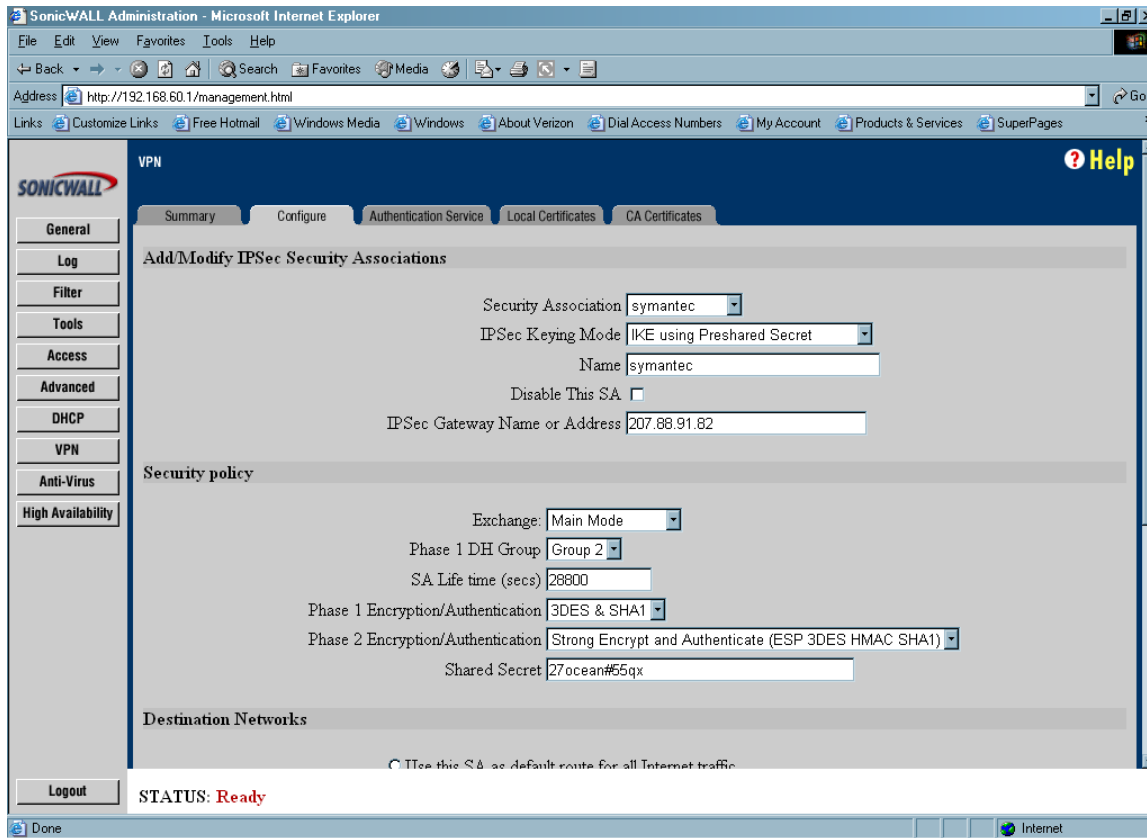 SonicWALL Administration - Microsoft Internet Explorer
File Edit View Favorites Tools Help
Back Search Favorites Media
Address http://192.168.60.1/management.html Go
Links Customize Links Free Hotmail Windows Media Windows About Verizon Dial Access Numbers My Account Products & Services SuperPages
VPN
? Help
SONICWALL
Summary Configure Authentication Service Local Certificates CA Certificates
General
Log
Filter
Tools
Access
Advanced
DHCP
VPN
Anti-Virus
High Availability
Add/Modify IPSec Security Associations
Security Association symantec
IPSec Keying Mode IKE using Preshared Secret
Name symantec
Disable This SA
IPSec Gateway Name or Address 207.88.91.82
Security policy
Exchange: Main Mode
Phase 1 DH Group Group 2
SA Life time (secs) 28800
Phase 1 Encryption/Authentication 3DES & SHA1
Phase 2 Encryption/Authentication Strong Encrypt and Authenticate (ESP 3DES HMAC SHA1)
Shared Secret 27ocean#55qx
Destination Networks
Use this SA as default route for all Internet traffic
Logout
STATUS: Ready
Done Internet